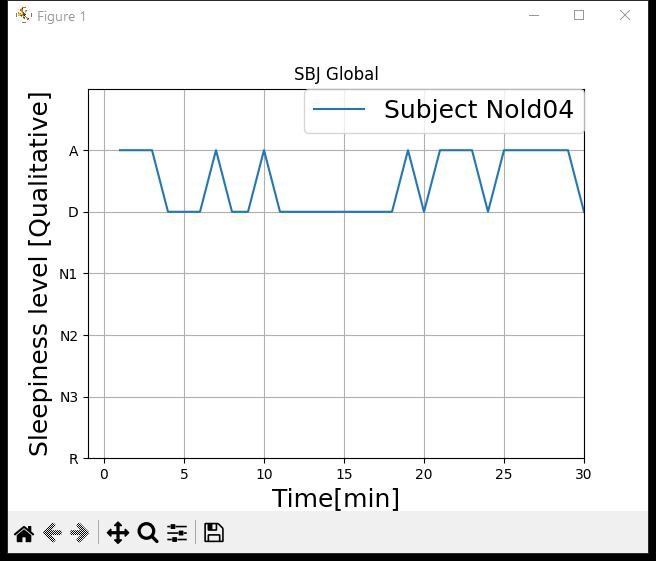 Figure 1
SBJ Global
Subject Nold04
Sleepiness level [Qualitative]
A
D
N1
N2
N3
R
0 5 10 15 20 25 30
Time[min]